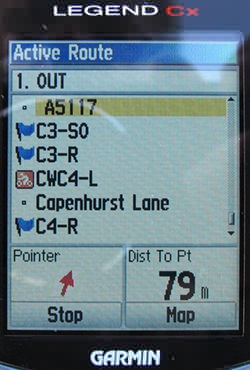 LEGEND Cx
Active Route
1. OUT
A5117
C3-SO
C3-R
CWC4-L
Capenhurst Lane
C4-R
Pointer
Dist To Pt
79 m
Stop
Map
GARMIN